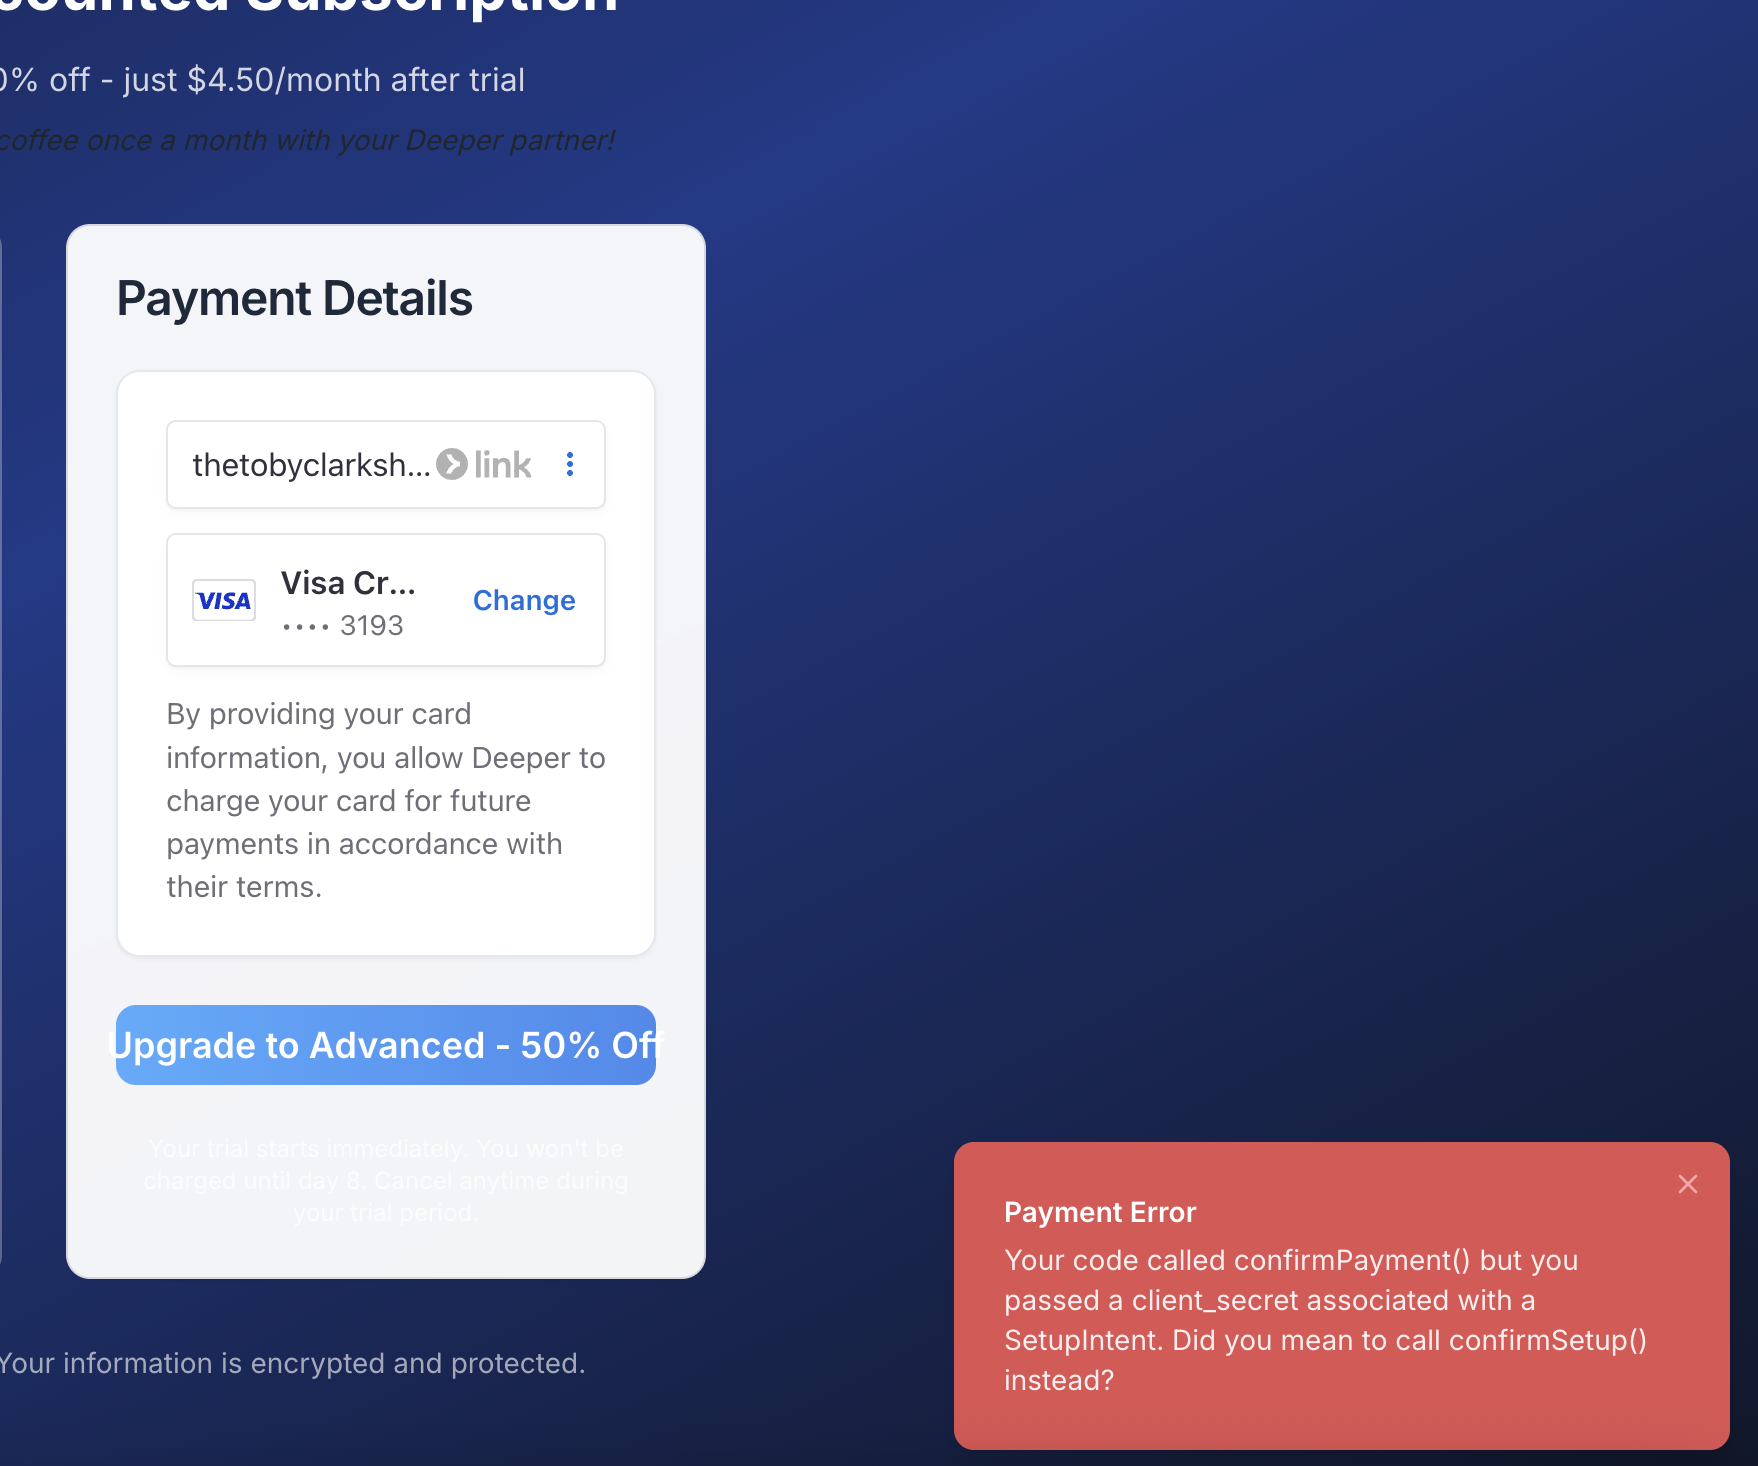 counted Subscription
0% off - just $4.50/month after trial
coffee once a month with your Deeper partner!
Payment Details
thetobyclarksh... link
VISA
Visa Cr...
Change
•••• 3193
By providing your card
information, you allow Deeper to
charge your card for future
payments in accordance with
their terms.
Upgrade to Advanced - 50% Off
Your trial starts immediately. You won't be
charged until day 8. Cancel anytime during
your trial period.
Payment Error
Your code called confirmPayment() but you
passed a client_secret associated with a
SetupIntent. Did you mean to call confirmSetup()
instead?
Your information is encrypted and protected.